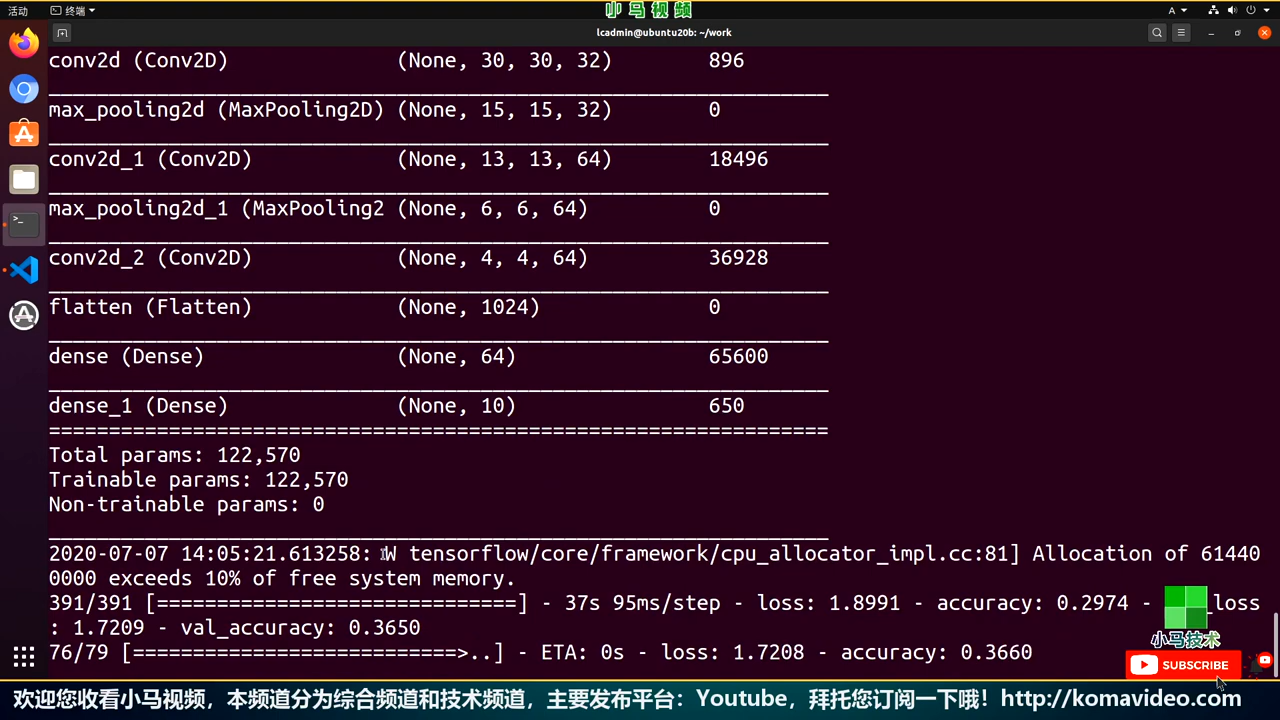 活动
终端
小马视频
A
lcadmin@ubuntu20b: ~/work
conv2d (Conv2D) (None, 30, 30, 32) 896
max_pooling2d (MaxPooling2D) (None, 15, 15, 32) 0
conv2d_1 (Conv2D) (None, 13, 13, 64) 18496
max_pooling2d_1 (MaxPooling2 (None, 6, 6, 64) 0
conv2d_2 (Conv2D) (None, 4, 4, 64) 36928
flatten (Flatten) (None, 1024) 0
dense (Dense) (None, 64) 65600
dense_1 (Dense) (None, 10) 650
=================================================================
Total params: 122,570
Trainable params: 122,570
Non-trainable params: 0
2020-07-07 14:05:21.613258: W tensorflow/core/framework/cpu_allocator_impl.cc:81] Allocation of 61440
0000 exceeds 10% of free system memory.
391/391 [==============================] - 37s 95ms/step - loss: 1.8991 - accuracy: 0.2974 - loss
: 1.7209 - val_accuracy: 0.3650
76/79 [===========================>..] - ETA: 0s - loss: 1.7208 - accuracy: 0.3660
小马技术
SUBSCRIBE
欢迎您收看小马视频，本频道分为综合频道和技术频道，主要发布平台：Youtube，拜托您订阅一下哦！http://komavideo.com